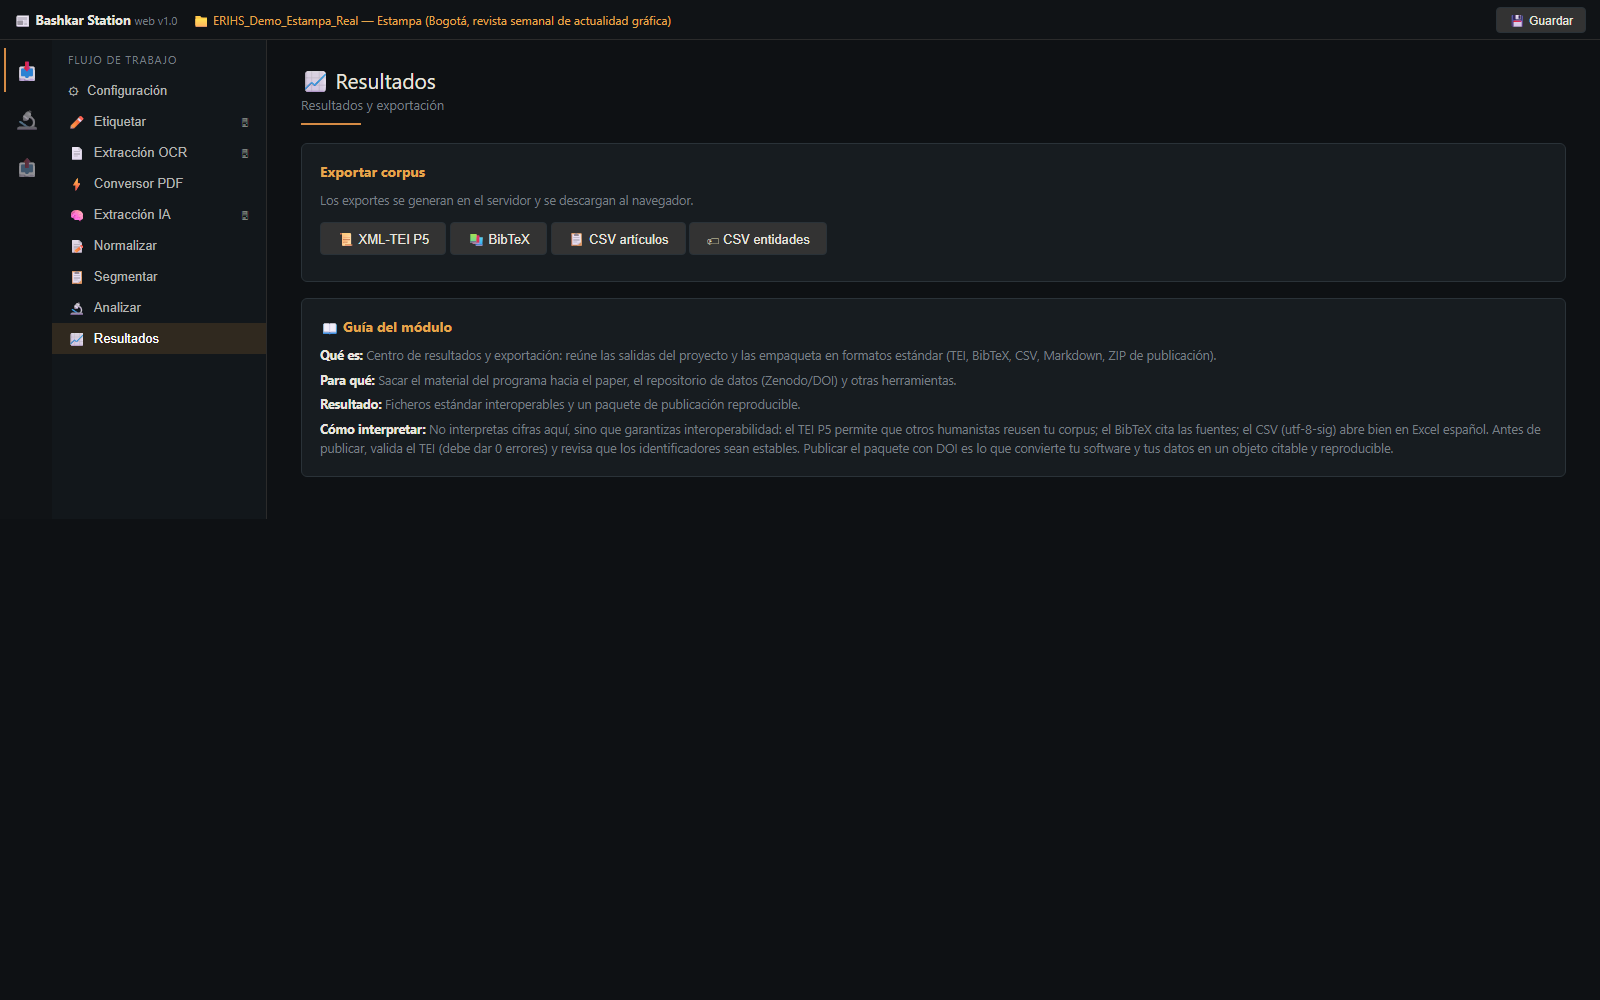 Bashkar Station web v1.0
ERIHS_Demo_Estampa_Real — Estampa (Bogotá, revista semanal de actualidad gráfica)
Guardar
FLUJO DE TRABAJO
Configuración
Etiquetar
Extracción OCR
Conversor PDF
Extracción IA
Normalizar
Segmentar
Analizar
Resultados
Resultados
Resultados y exportación
Exportar corpus
Los exportes se generan en el servidor y se descargan al navegador.
XML-TEI P5
BibTeX
CSV artículos
CSV entidades
Guía del módulo
Qué es: Centro de resultados y exportación: reúne las salidas del proyecto y las empaqueta en formatos estándar (TEI, BibTeX, CSV, Markdown, ZIP de publicación).
Para qué: Sacar el material del programa hacia el paper, el repositorio de datos (Zenodo/DOI) y otras herramientas.
Resultado: Ficheros estándar interoperables y un paquete de publicación reproducible.
Cómo interpretar: No interpretas cifras aquí, sino que garantizas interoperabilidad: el TEI P5 permite que otros humanistas reusen tu corpus; el BibTeX cita las fuentes; el CSV (utf-8-sig) abre bien en Excel español. Antes de
publicar, valida el TEI (debe dar 0 errores) y revisa que los identificadores sean estables. Publicar el paquete con DOI es lo que convierte tu software y tus datos en un objeto citable y reproducible.